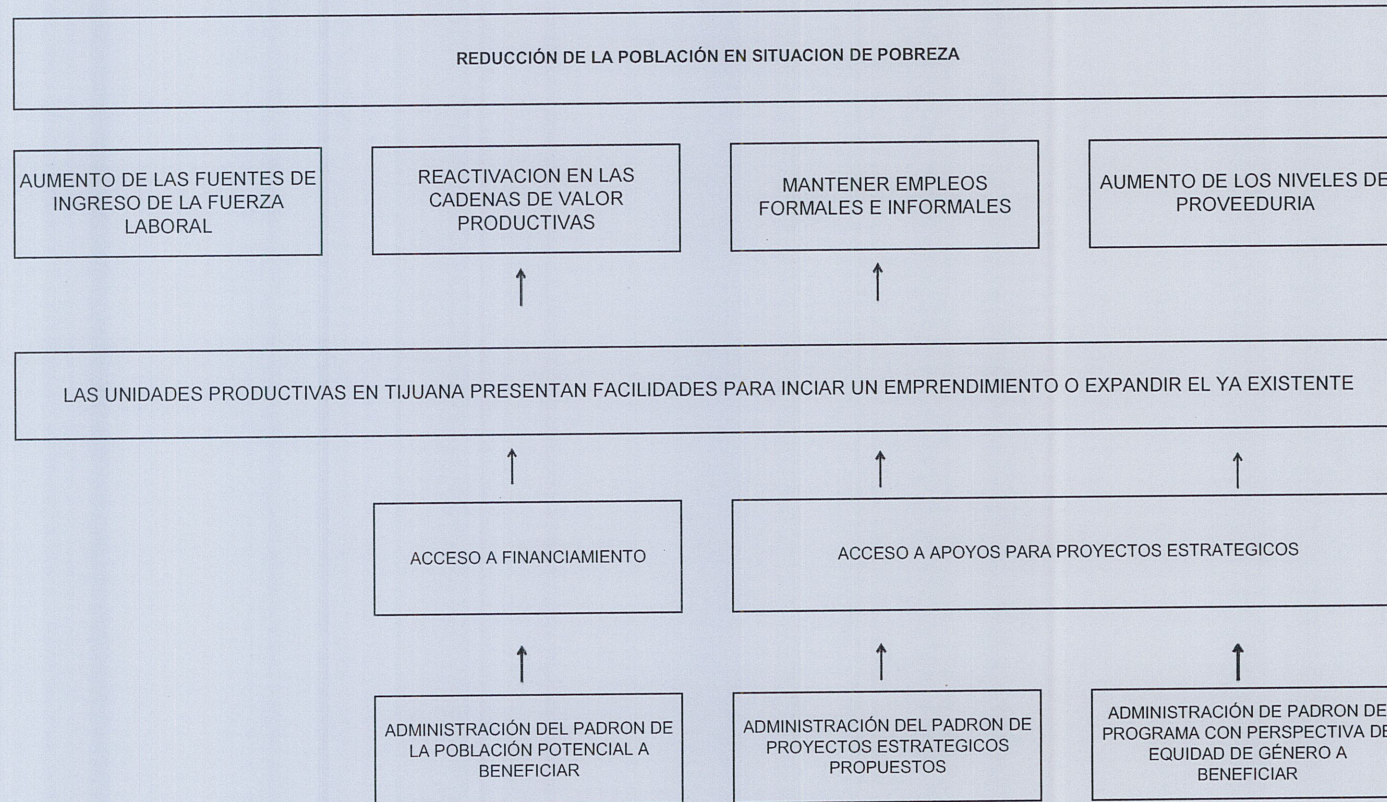 REDUCCIÓN DE LA POBLACIÓN EN SITUACION DE POBREZA
AUMENTO DE LAS FUENTES DE
INGRESO DE LA FUERZA
LABORAL
REACTIVACION EN LAS
CADENAS DE VALOR
PRODUCTIVAS
MANTENER EMPLEOS
FORMALES E INFORMALES
AUMENTO DE LOS NIVELES DE
PROVEEDURIA
LAS UNIDADES PRODUCTIVAS EN TIJUANA PRESENTAN FACILIDADES PARA INCIAR UN EMPRENDIMIENTO O EXPANDIR EL YA EXISTENTE
ACCESO A FINANCIAMIENTO
ACCESO A APOYOS PARA PROYECTOS ESTRATEGICOS
ADMINISTRACIÓN DEL PADRON DE
LA POBLACIÓN POTENCIAL A
BENEFICIAR
ADMINISTRACIÓN DEL PADRON DE
PROYECTOS ESTRATEGICOS
PROPUESTOS
ADMINISTRACIÓN DE PADRON DE
PROGRAMA CON PERSPECTIVA DE
EQUIDAD DE GÉNERO A
BENEFICIAR